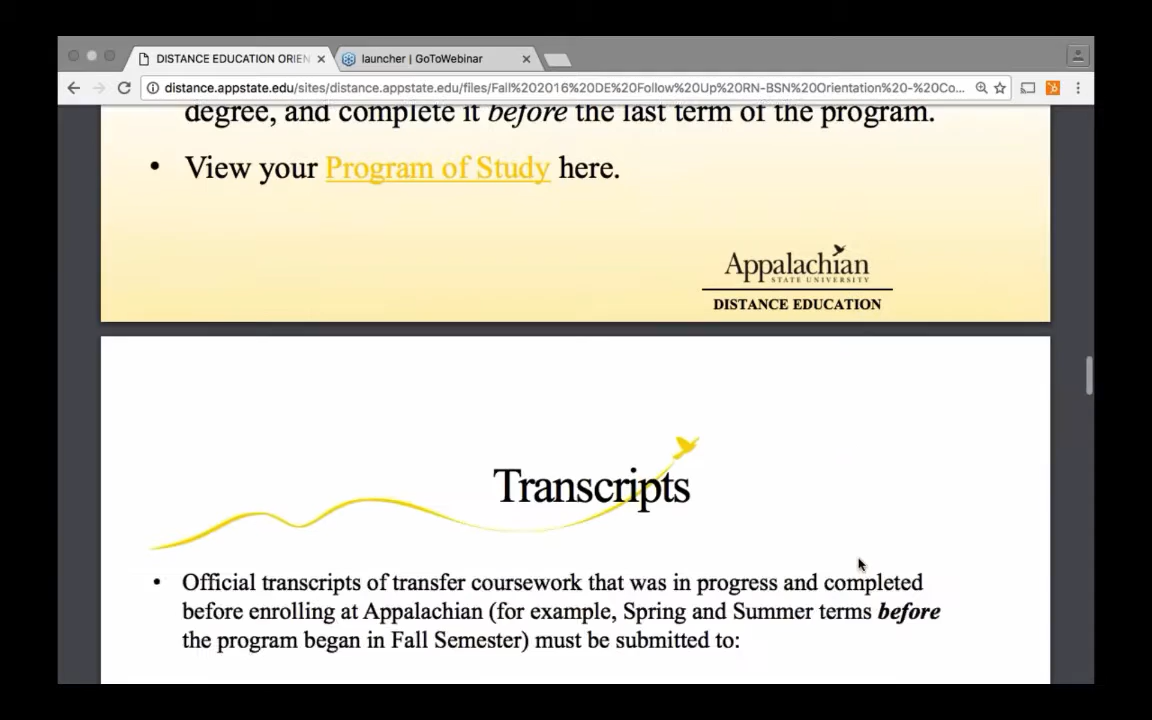 DISTANCE EDUCATION ORIEN
launcher | GoToWebinar
distance.appstate.edu/sites/distance.appstate.edu/files/Fall%202016%20DE%20Follow%20Up%20RN-BSN%20Orientation%20-%20Co...
degree, and complete it before the last term of the program.
• View your Program of Study here.
Appalachian
STATE UNIVERSITY
DISTANCE EDUCATION
Transcripts
• Official transcripts of transfer coursework that was in progress and completed
before enrolling at Appalachian (for example, Spring and Summer terms before
the program began in Fall Semester) must be submitted to: